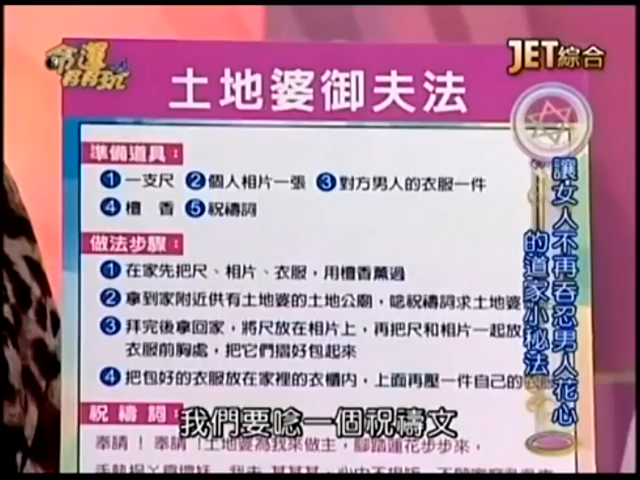 命運好好玩
JET綜合
土地婆御夫法
準備道具：
1 一支尺 2 個人相片一張 3 對方男人的衣服一件
4 檀 香 5 祝禱詞
做法步驟：
1 在家先把尺、相片、衣服，用檀香薰過
2 拿到家附近供有土地婆的土地公廟，唸祝禱詞求土地婆
3 拜完後拿回家，將尺放在相片上，再把尺和相片一起放
衣服前胸處，把它們摺好包起來
4 把包好的衣服放在家裡的衣櫃內，上面再壓一件自己的
祝禱詞：
奉請！奉請！土地婆為我來做主，腳踏蓮花步步來，
讓女人不再吞忍男人花心
的道家小秘法
我們要唸一個祝禱文